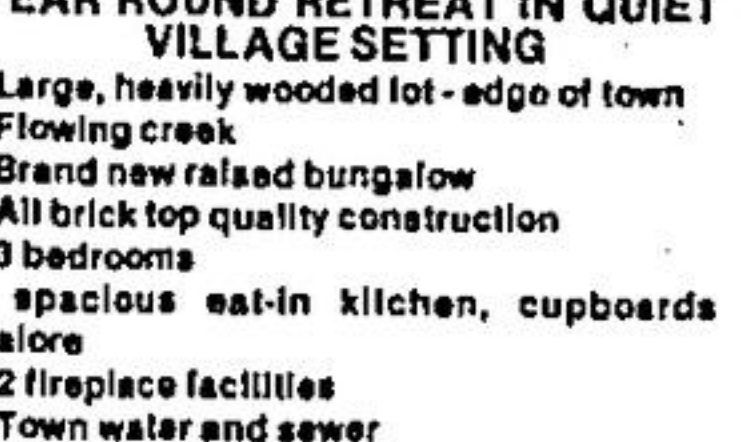 EAR ROUND RETREAT IN QUIET
VILLAGE SETTING
Large, heavily wooded lot - edge of town
Flowing creek
Brand new raised bungalow
All brick top quality construction
3 bedrooms
spacious eat-in kitchen, cupboards
alore
2 fireplace facilities
Town water and sewer